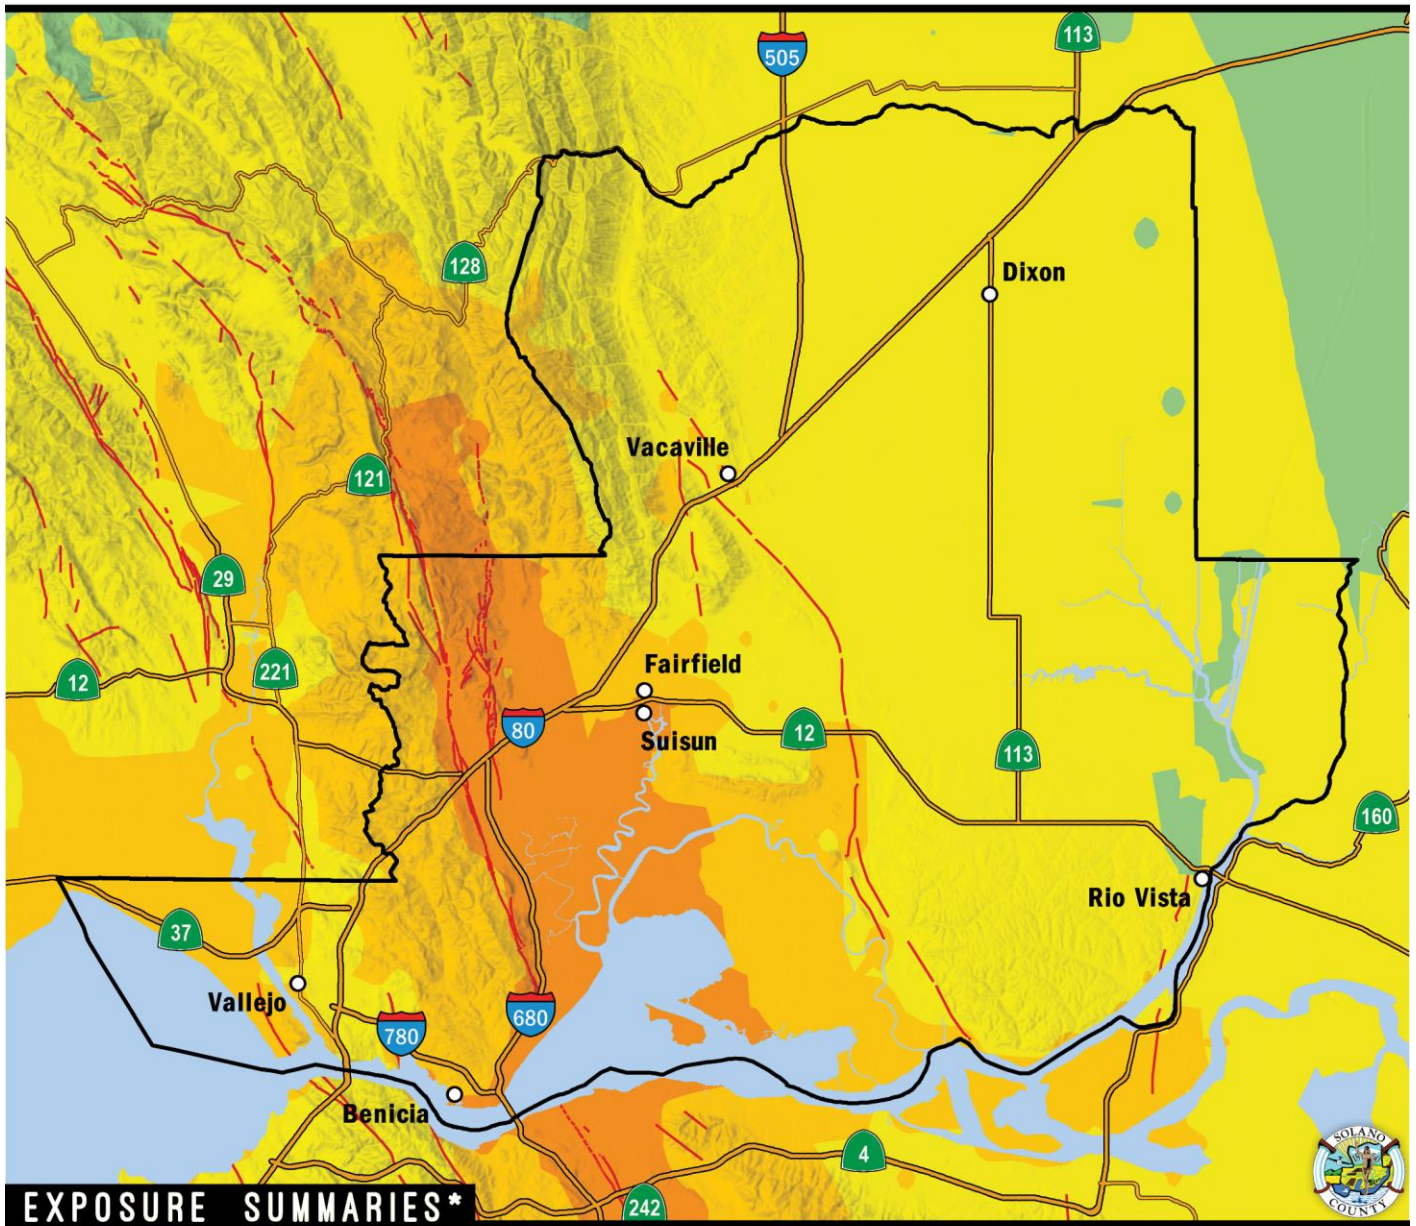 113
505
128
Dixon
Vacaville
121
29
12
221
Fairfield
80
Suisun
12
113
160
Rio Vista
37
Vallejo
680
780
Benicia
4
SOLANO
COUNTY
242
EXPOSURE SUMMARIES*